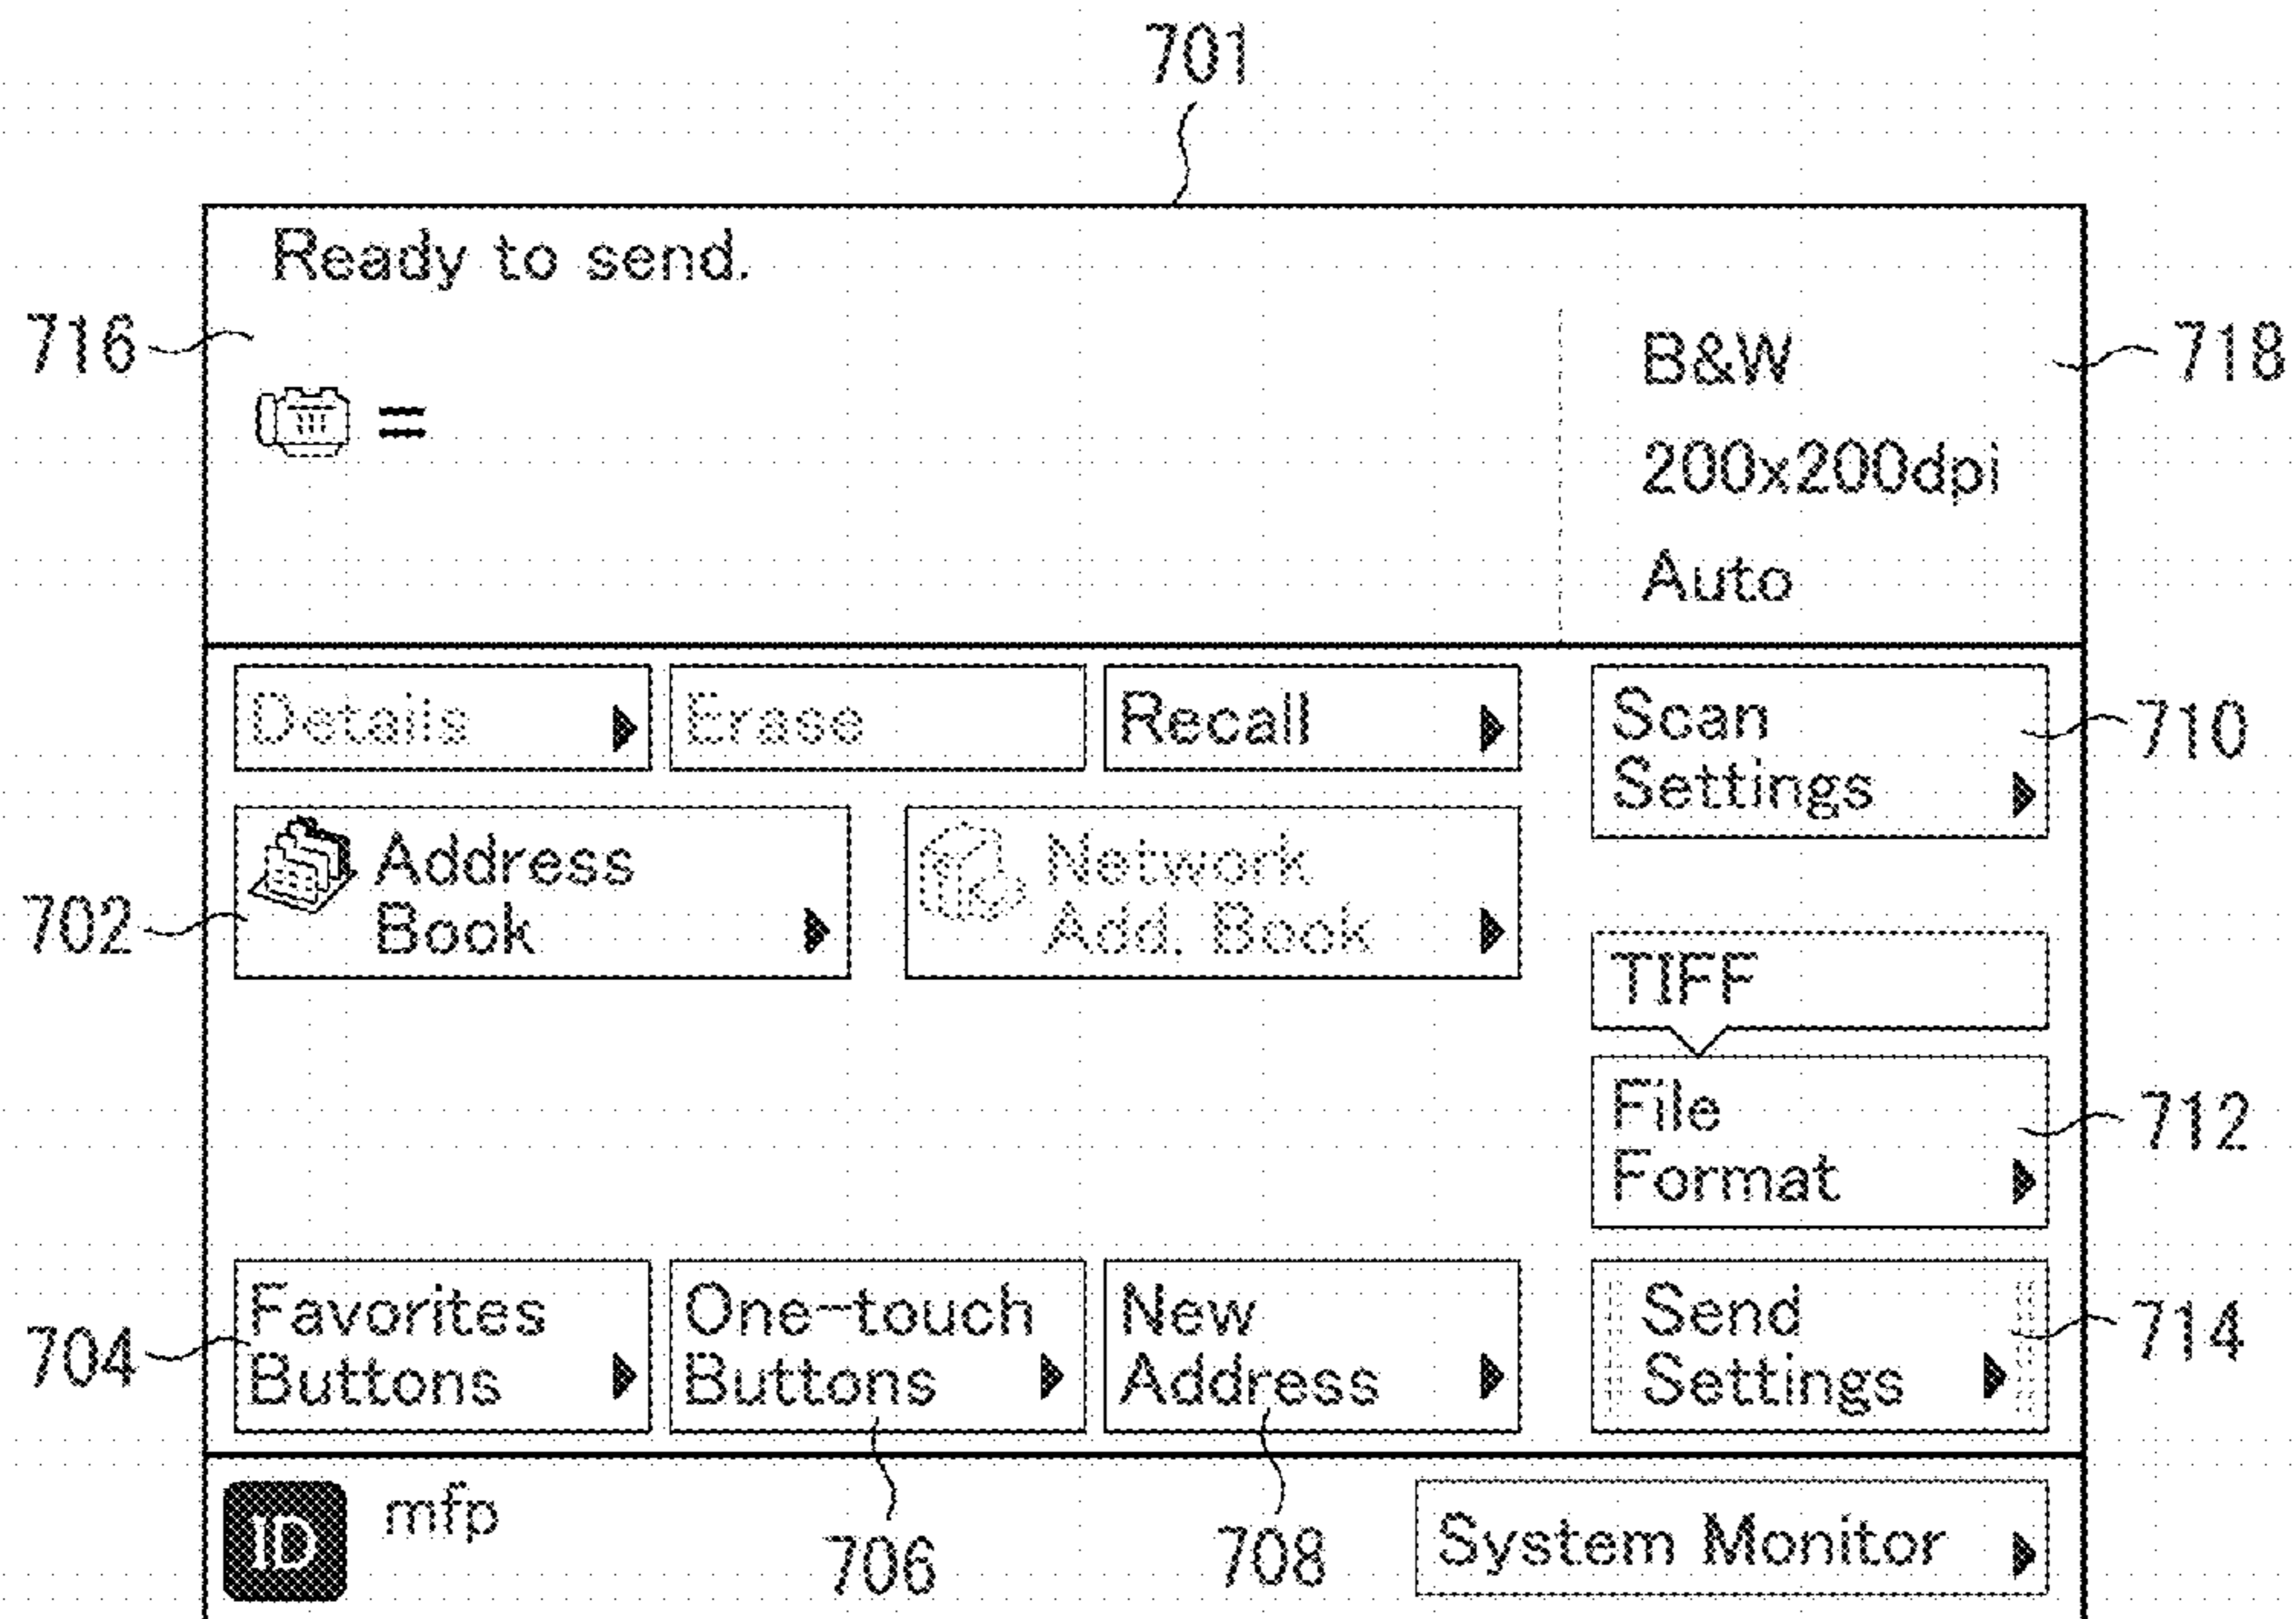 701
Ready to send.
716
B&W
718
=
200x200dpi
Auto
Details
Erase
Recall
Scan
Settings
710
Address
Book
702
Network
Add. Book
TIFF
File
Format
712
Favorites
Buttons
704
One-touch
Buttons
New
Address
Send
Settings
714
ID
mfp
706
708
System Monitor